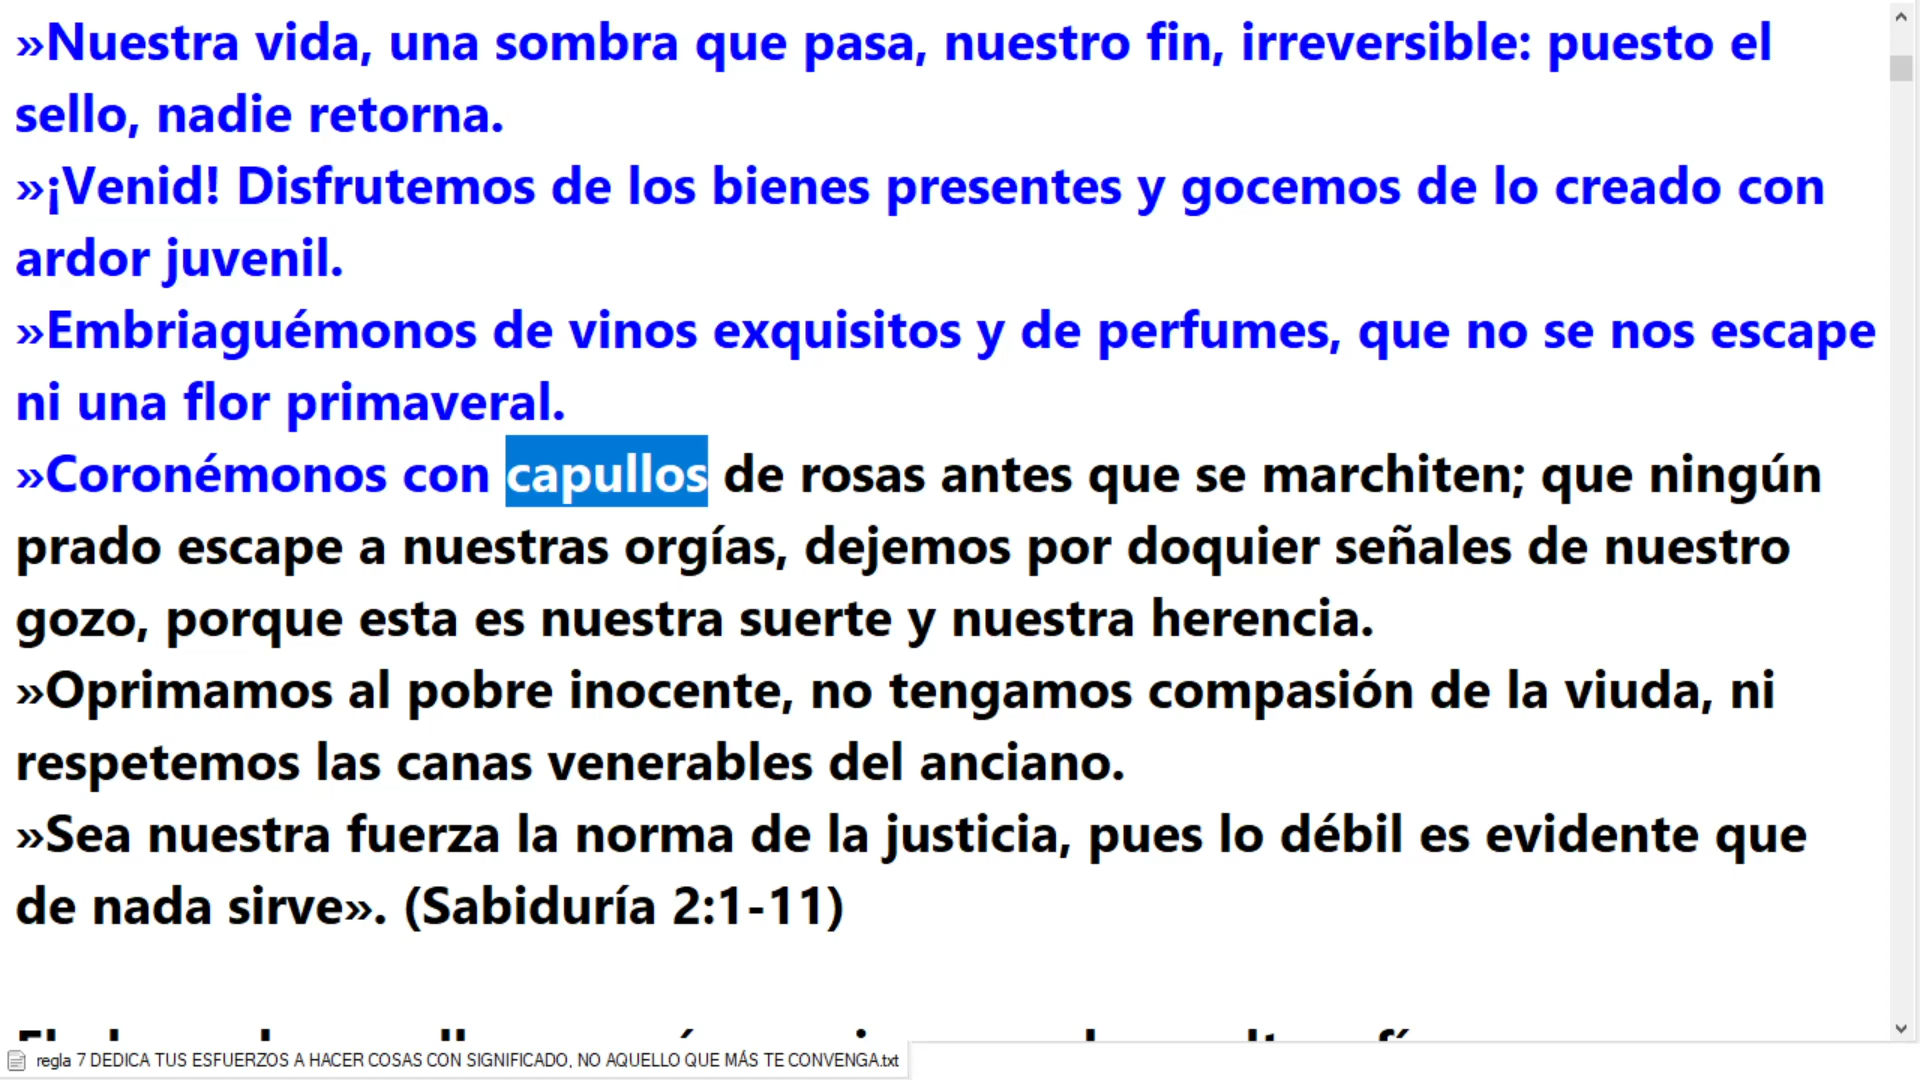 »Nuestra vida, una sombra que pasa, nuestro fin, irreversible: puesto el
sello, nadie retorna.
»¡Venid! Disfrutemos de los bienes presentes y gocemos de lo creado con
ardor juvenil.
»Embriaguémonos de vinos exquisitos y de perfumes, que no se nos escape
ni una flor primaveral.
»Coronémonos con capullos de rosas antes que se marchiten; que ningún
prado escape a nuestras orgías, dejemos por doquier señales de nuestro
gozo, porque esta es nuestra suerte y nuestra herencia.
»Oprimamos al pobre inocente, no tengamos compasión de la viuda, ni
respetemos las canas venerables del anciano.
»Sea nuestra fuerza la norma de la justicia, pues lo débil es evidente que
de nada sirve». (Sabiduría 2:1-11)
regla 7 DEDICA TUS ESFUERZOS A HACER COSAS CON SIGNIFICADO, NO AQUELLO QUE MÁS TE CONVENGA.txt